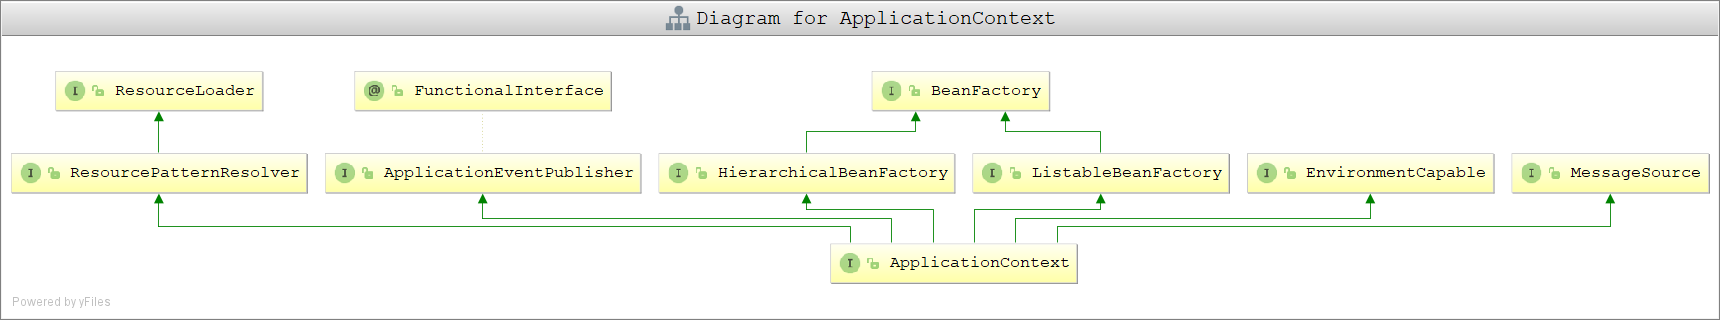 Diagram for ApplicationContext
I ResourceLoader
@ FunctionalInterface
I BeanFactory
I ResourcePatternResolver
I ApplicationEventPublisher
I HierarchicalBeanFactory
I ListableBeanFactory
I EnvironmentCapable
I MessageSource
I ApplicationContext
Powered by yFiles